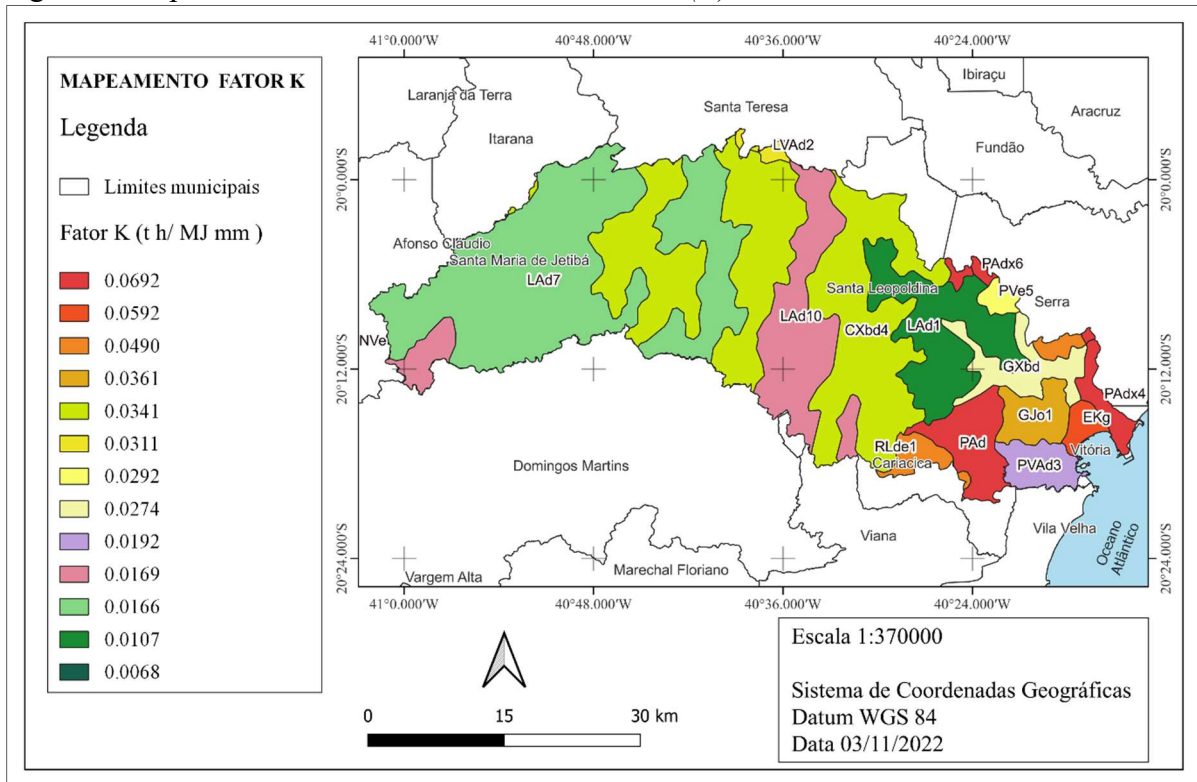 MAPEAMENTO FATOR K
Legenda
Limites municipais
Fator K (t h/ MJ mm )
0.0692
0.0592
0.0490
0.0361
0.0341
0.0311
0.0292
0.0274
0.0192
0.0169
0.0166
0.0107
0.0068
41°0.000'W
40°48.000'W
40°36.000'W
40°24.000'W
Ibiraçu
Laranja da Terra
Santa Teresa
Aracruz
Itarana
LVAd2
Fundão
20°0.000'S
20°0.000'S
Afonso Cláudio
Santa Maria de Jetibá
LAd7
PAdx6
Santa Leopoldina
PVe5
Serra
LAd10
CXbd4
LAd1
NVe
GXbd
20°12.000'S
20°12.000'S
PAdx4
GJo1
EKg
PAd
RLde1
Vitória
Cariacica
PVAd3
Domingos Martins
Viana
Vila Velha
Oceano
Atlântico
20°24.000'S
20°24.000'S
Marechal Floriano
Vargem Alta
41°0.000'W
40°48.000'W
40°36.000'W
40°24.000'W
0
15
30 km
Escala 1:370000
Sistema de Coordenadas Geográficas
Datum WGS 84
Data 03/11/2022